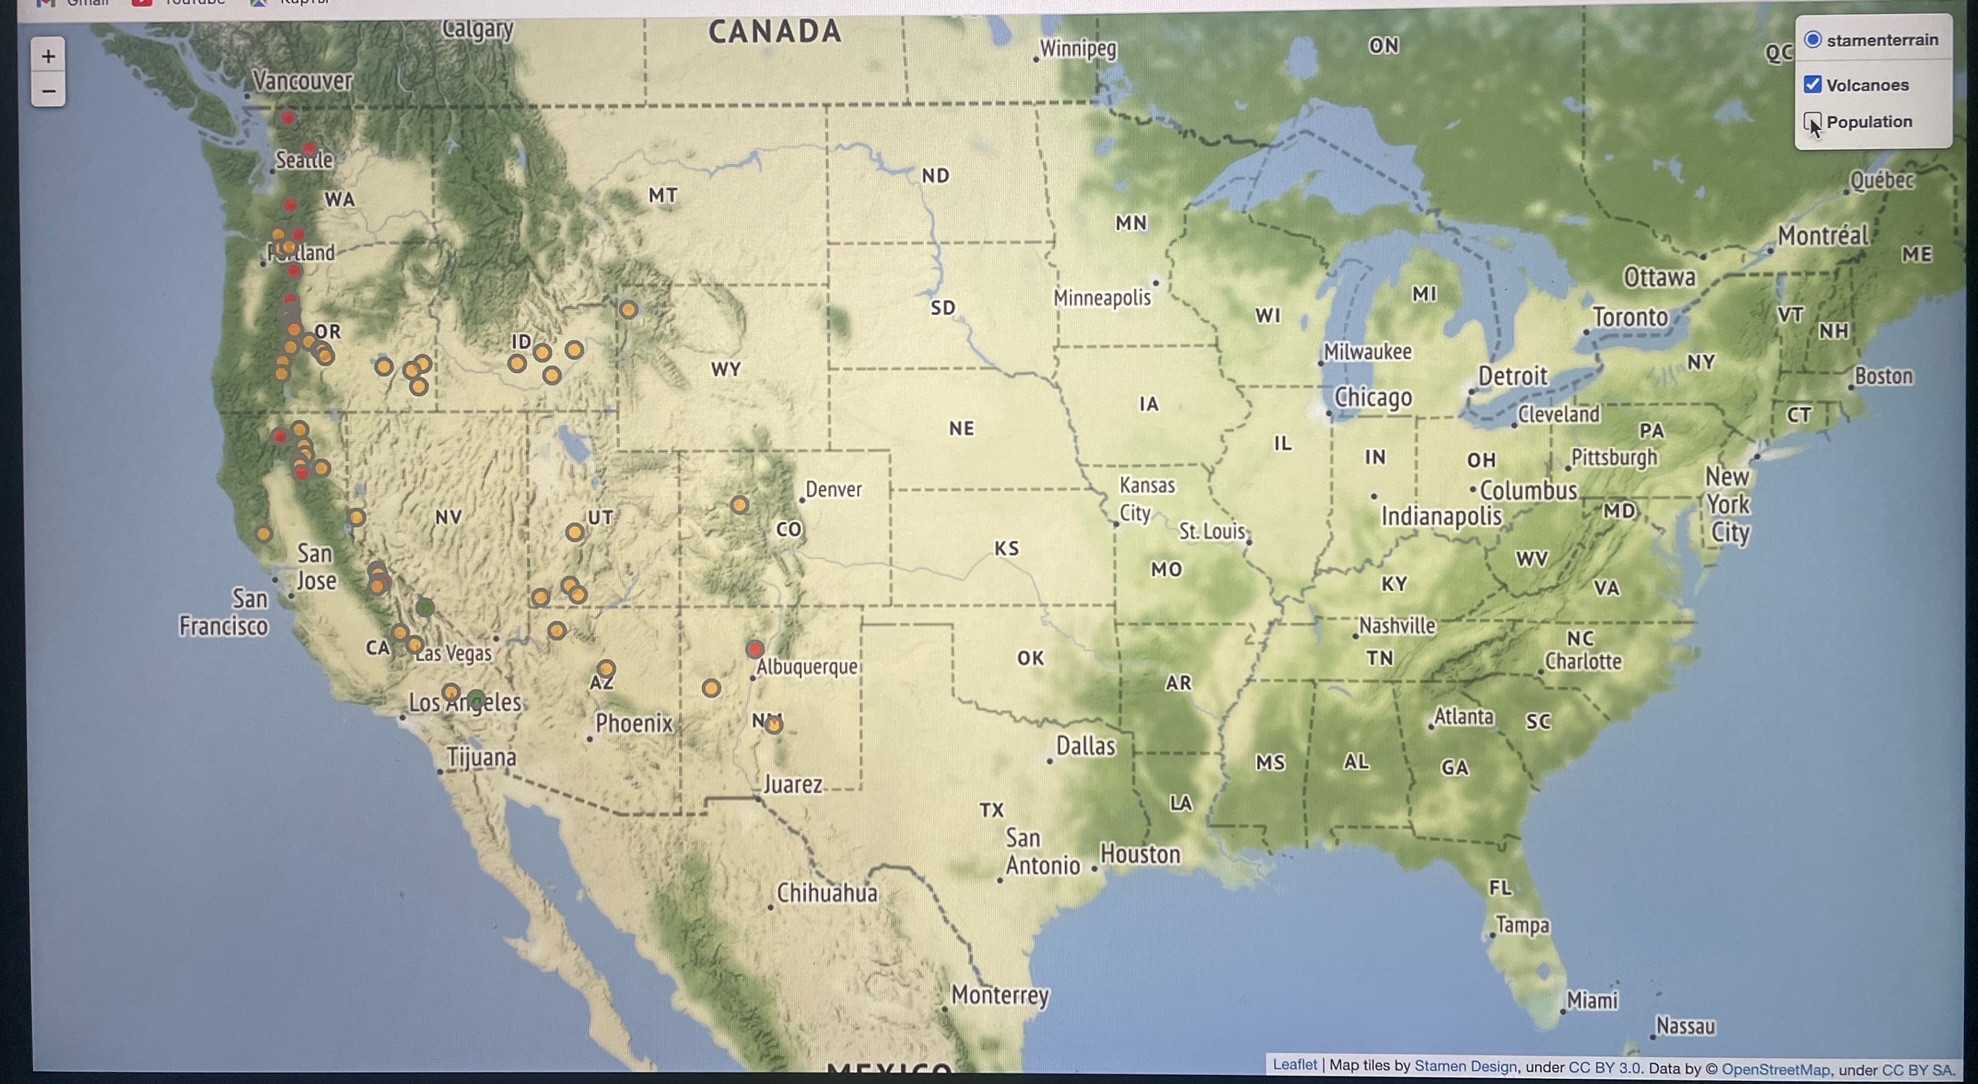 Gmail YouTube Карты
+
−
stamenterrain
Volcanoes
Population
CANADA
Calgary
Vancouver
Winnipeg
ON
QC
Seattle
WA
MT
ND
MN
Québec
Montréal
ME
Ottawa
Portland
OR
ID
WY
SD
Minneapolis
WI
MI
Toronto
VT
NH
NY
Boston
Milwaukee
Detroit
Chicago
Cleveland
CT
IA
NE
IL
IN
OH
PA
Pittsburgh
Columbus
New
York
City
Denver
CO
NV
UT
Kansas
City
St. Louis
Indianapolis
MD
WV
VA
KS
MO
KY
San
Jose
San
Francisco
CA
Las Vegas
Albuquerque
OK
AR
Nashville
TN
NC
Charlotte
Los Angeles
AZ
Phoenix
NM
Tijuana
Juarez
Dallas
Atlanta
SC
MS
AL
GA
LA
TX
San
Antonio
Houston
Chihuahua
FL
Tampa
Monterrey
Miami
Nassau
MEXICO
Leaflet | Map tiles by Stamen Design, under CC BY 3.0. Data by © OpenStreetMap, under CC BY SA.